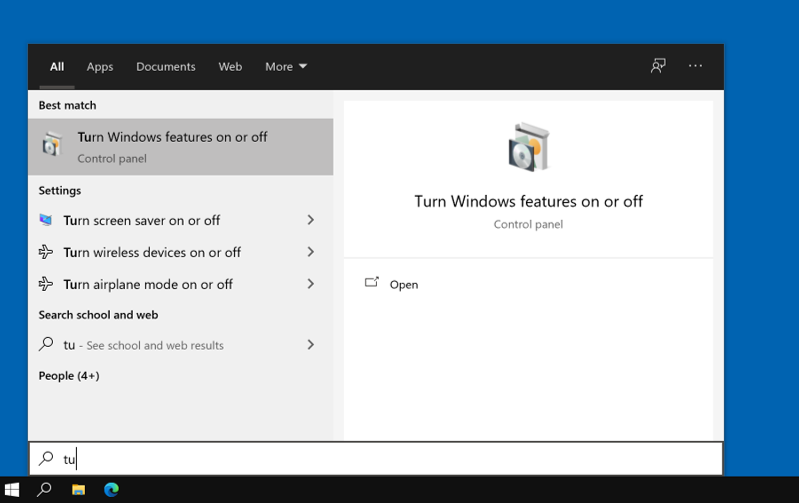 All Apps Documents Web More
Best match
Turn Windows features on or off
Control panel
Settings
Turn screen saver on or off
Turn wireless devices on or off
Turn airplane mode on or off
Search school and web
tu - See school and web results
People (4+)
Turn Windows features on or off
Control panel
Open
tu